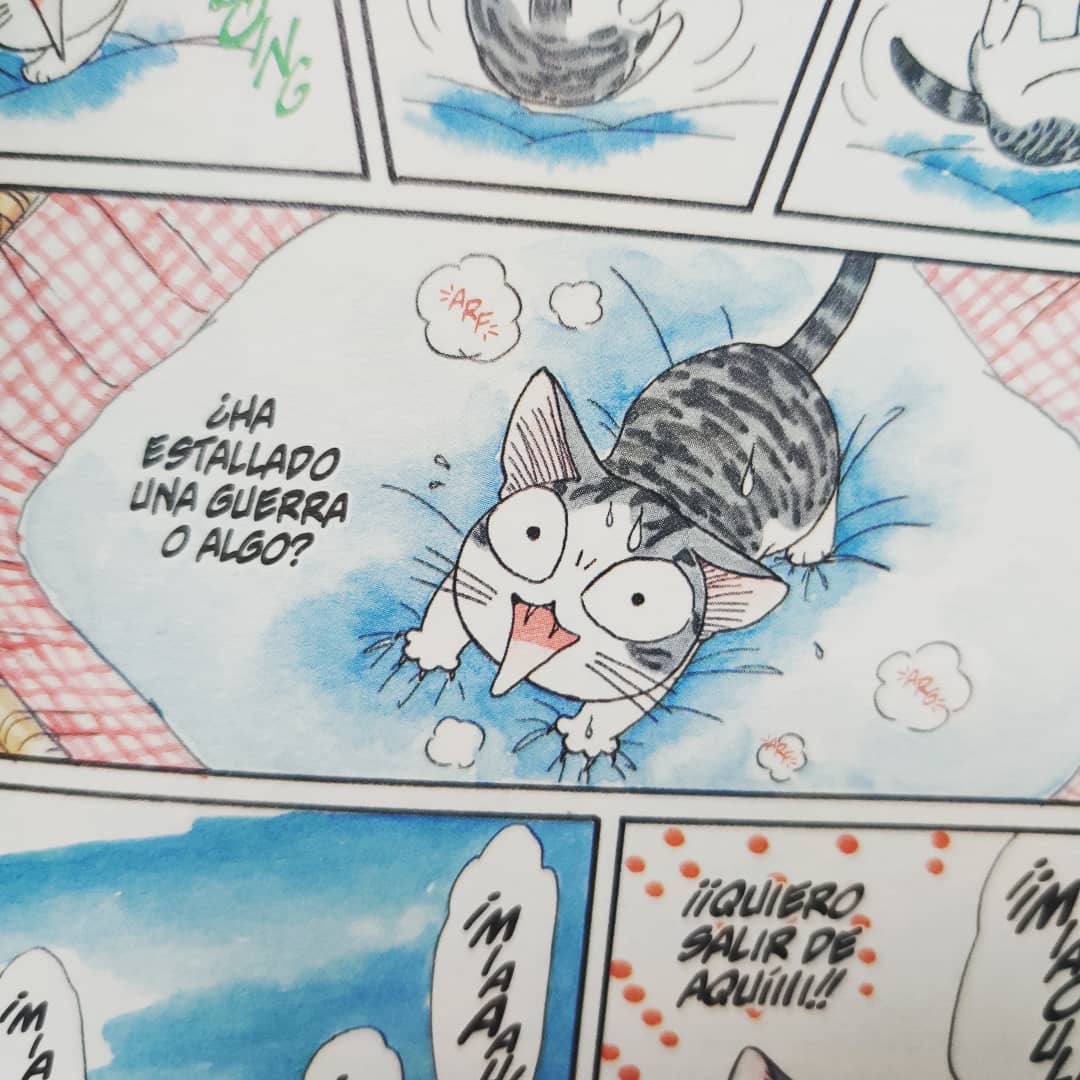 ARF
¿HA
ESTALLADO
UNA GUERRA
O ALGO?
ARF
ARF
¡¡QUIERO
SALIR DE
AQUÍIII!!